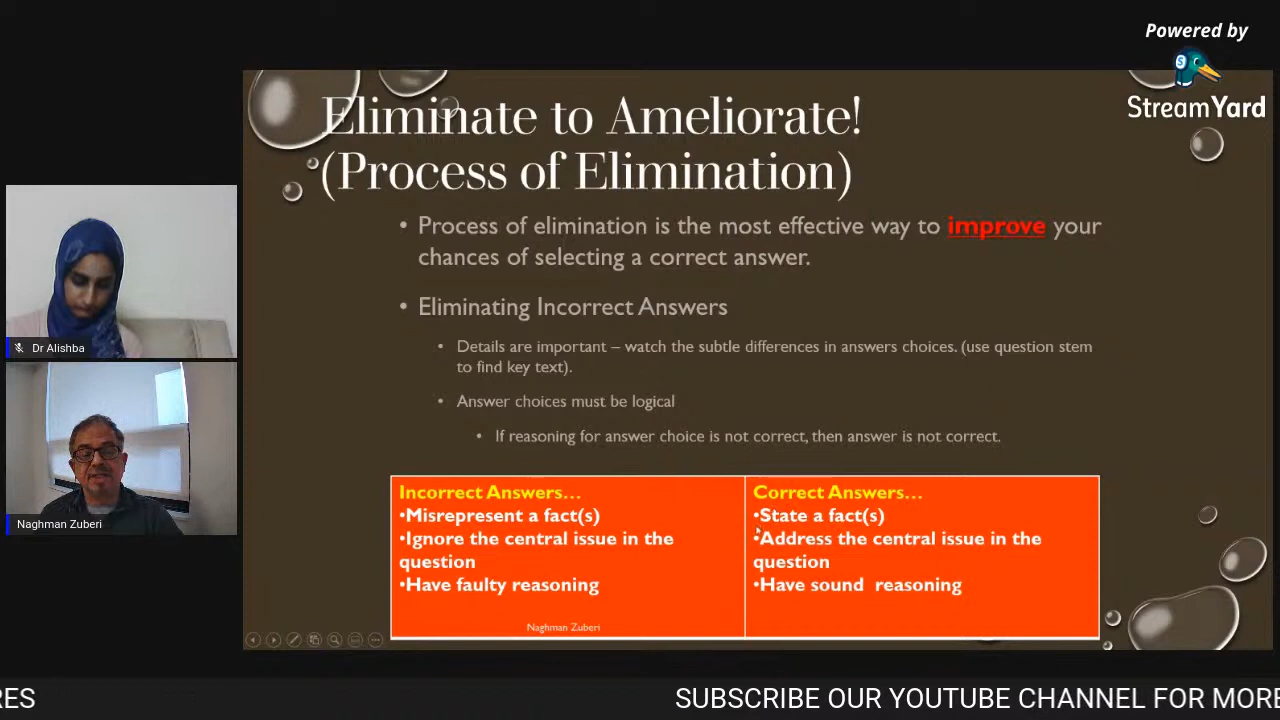 Powered by
StreamYard
Eliminate to Ameliorate!
(Process of Elimination)
• Process of elimination is the most effective way to improve your
chances of selecting a correct answer.
• Eliminating Incorrect Answers
• Details are important – watch the subtle differences in answers choices. (use question stem
to find key text).
• Answer choices must be logical
• If reasoning for answer choice is not correct, then answer is not correct.
Incorrect Answers…
•Misrepresent a fact(s)
•Ignore the central issue in the
question
•Have faulty reasoning
Correct Answers…
•State a fact(s)
•Address the central issue in the
question
•Have sound reasoning
Naghman Zuberi
Dr Alishba
Naghman Zuberi
RES
SUBSCRIBE OUR YOUTUBE CHANNEL FOR MORE